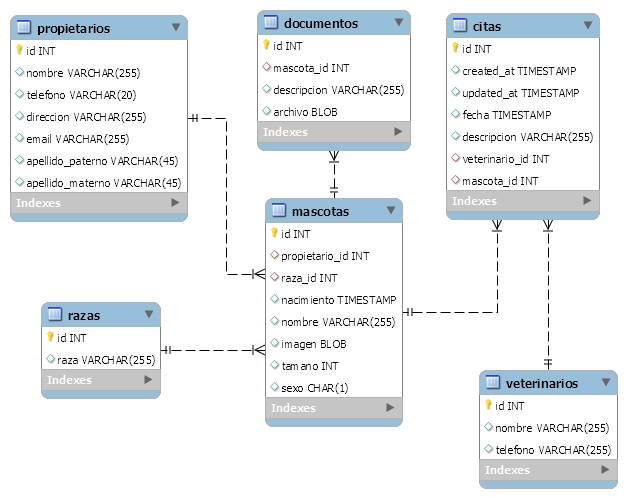 propietarios
id INT
nombre VARCHAR(255)
telefono VARCHAR(20)
direccion VARCHAR(255)
email VARCHAR(255)
apellido_paterno VARCHAR(45)
apellido_materno VARCHAR(45)
Indexes
documentos
id INT
mascota_id INT
descripcion VARCHAR(255)
archivo BLOB
Indexes
citas
id INT
created_at TIMESTAMP
updated_at TIMESTAMP
fecha TIMESTAMP
descripcion VARCHAR(255)
veterinario_id INT
mascota_id INT
Indexes
mascotas
id INT
propietario_id INT
raza_id INT
nacimiento TIMESTAMP
nombre VARCHAR(255)
imagen BLOB
tamano INT
sexo CHAR(1)
Indexes
razas
id INT
raza VARCHAR(255)
Indexes
veterinarios
id INT
nombre VARCHAR(255)
telefono VARCHAR(255)
Indexes